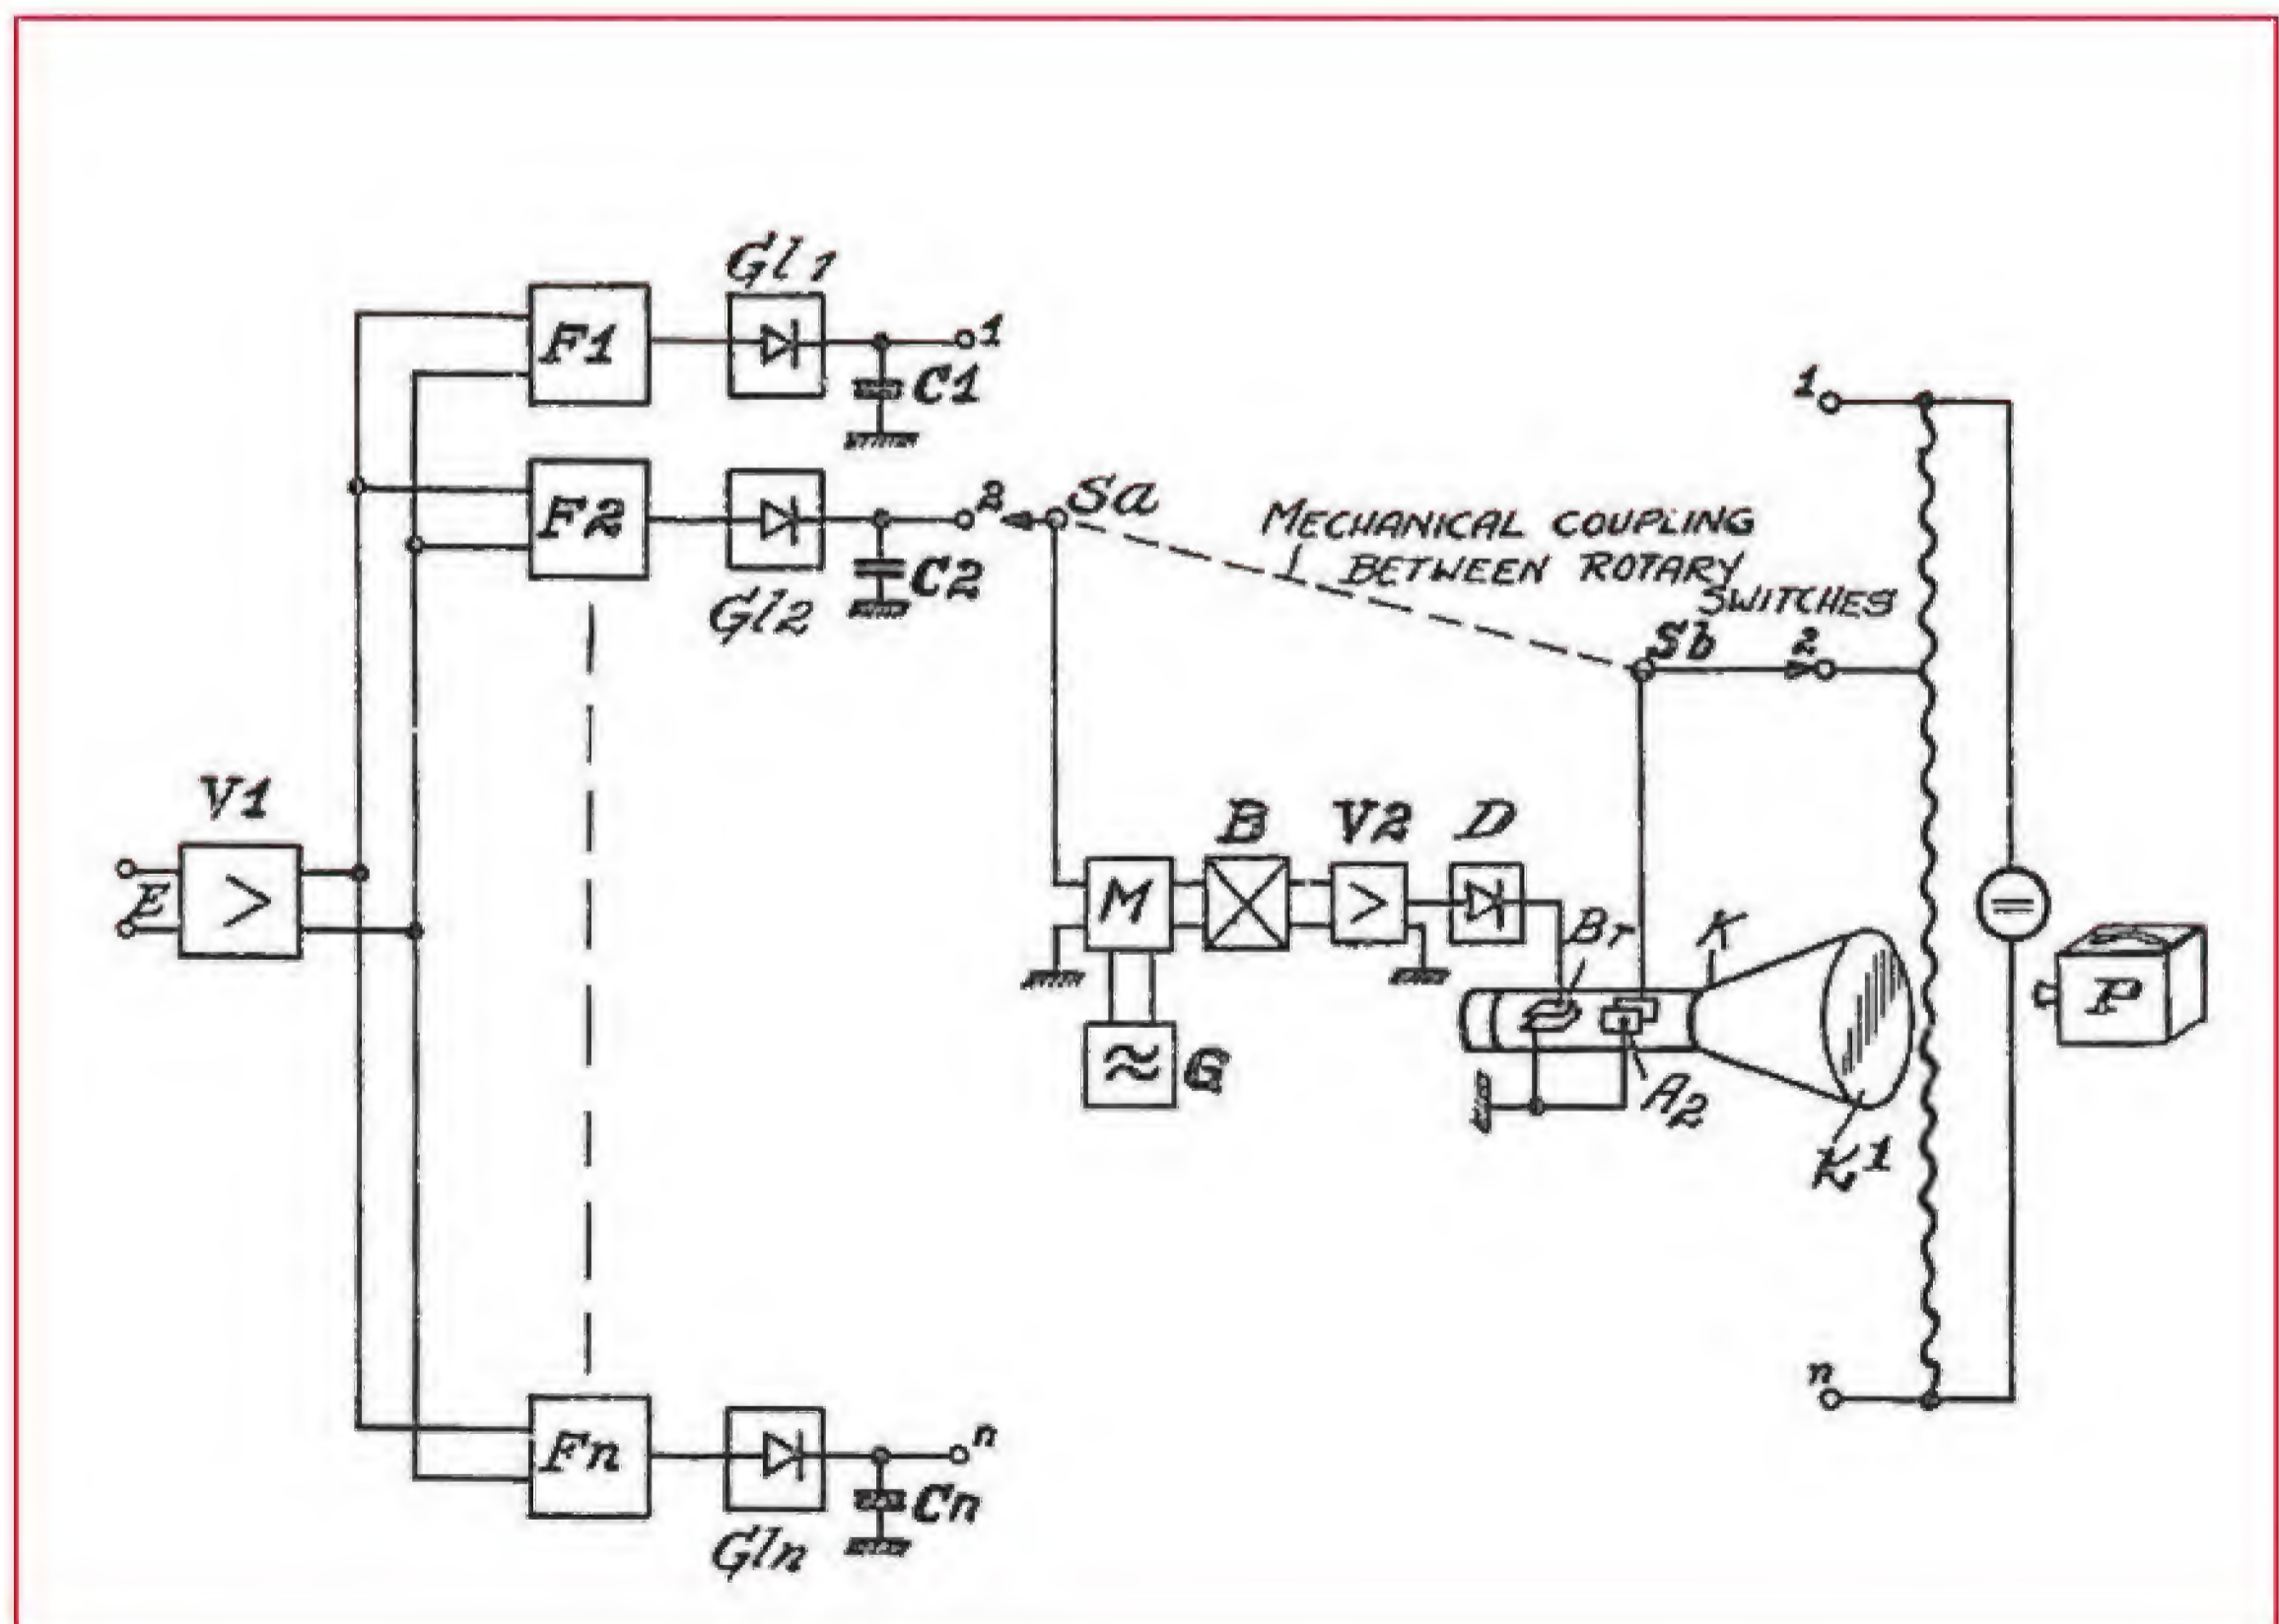 Gl1
F1
1
C1
F2
2
Sa
C2
Gl2
MECHANICAL COUPLING
BETWEEN ROTARY
SWITCHES
Sb
2
1
V1
E
M
B
V2
D
G
Br
K
A2
K1
P
Fn
n
Cn
Gln
n